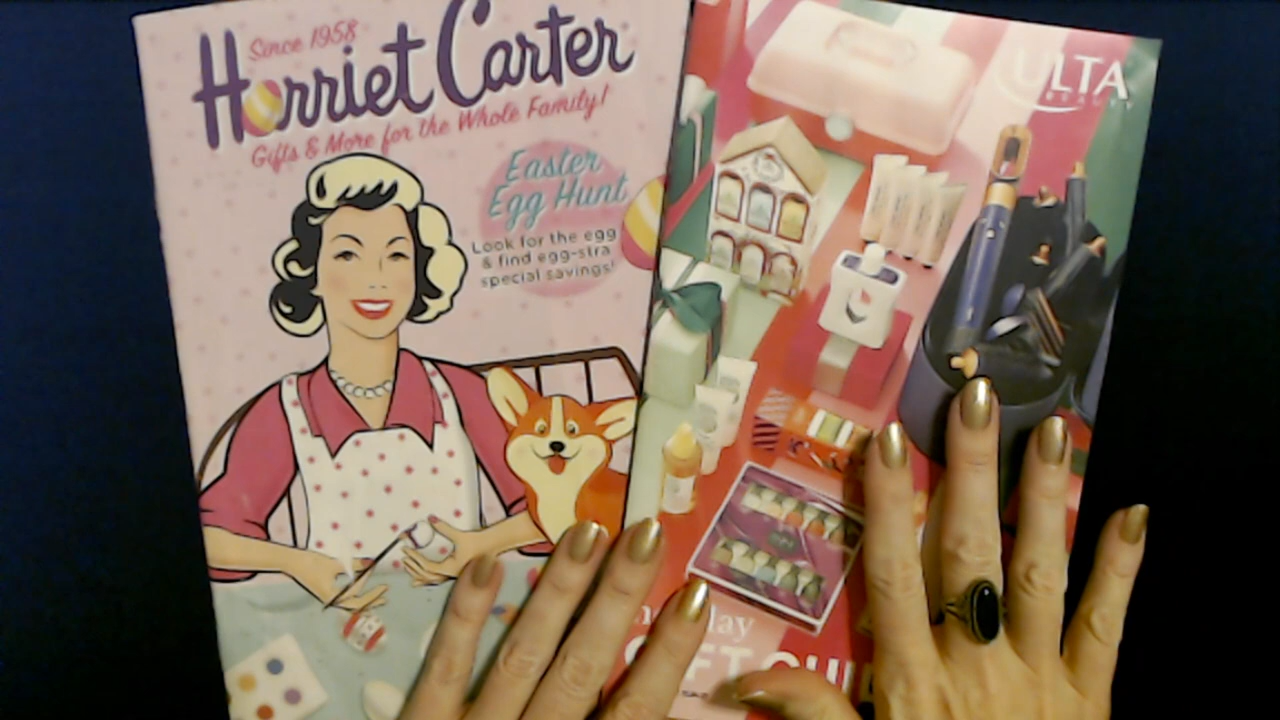 Since 1958
Harriet Carter
Gifts & More for the Whole Family!
Easter
Egg Hunt
Look for the egg
& find egg-stra
special savings!
ULTA
BEAUTY